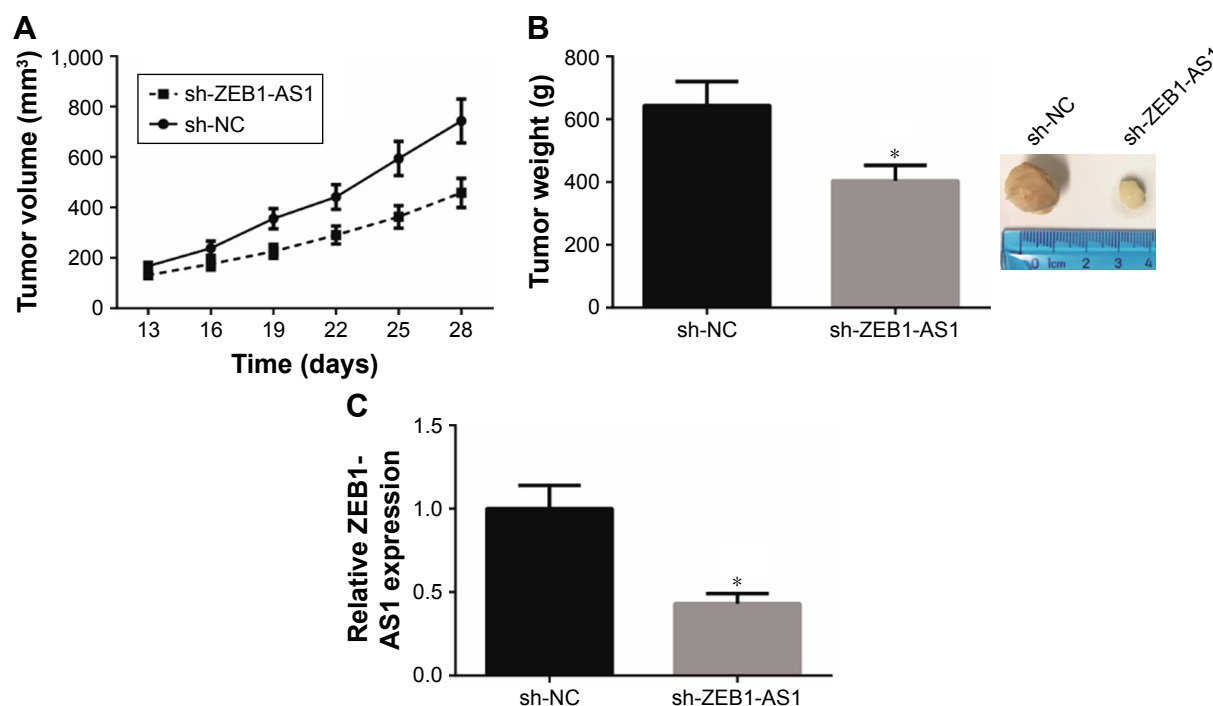 A
Tumor volume (mm³)
1,000
800
600
400
200
0
sh-ZEB1-AS1
sh-NC
13 16 19 22 25 28
Time (days)
B
Tumor weight (g)
800
600
400
200
0
*
sh-NC sh-ZEB1-AS1
sh-NC
sh-ZEB1-AS1
0 1cm 2 3 4
C
Relative ZEB1-
AS1 expression
1.5
1.0
0.5
0.0
*
sh-NC sh-ZEB1-AS1